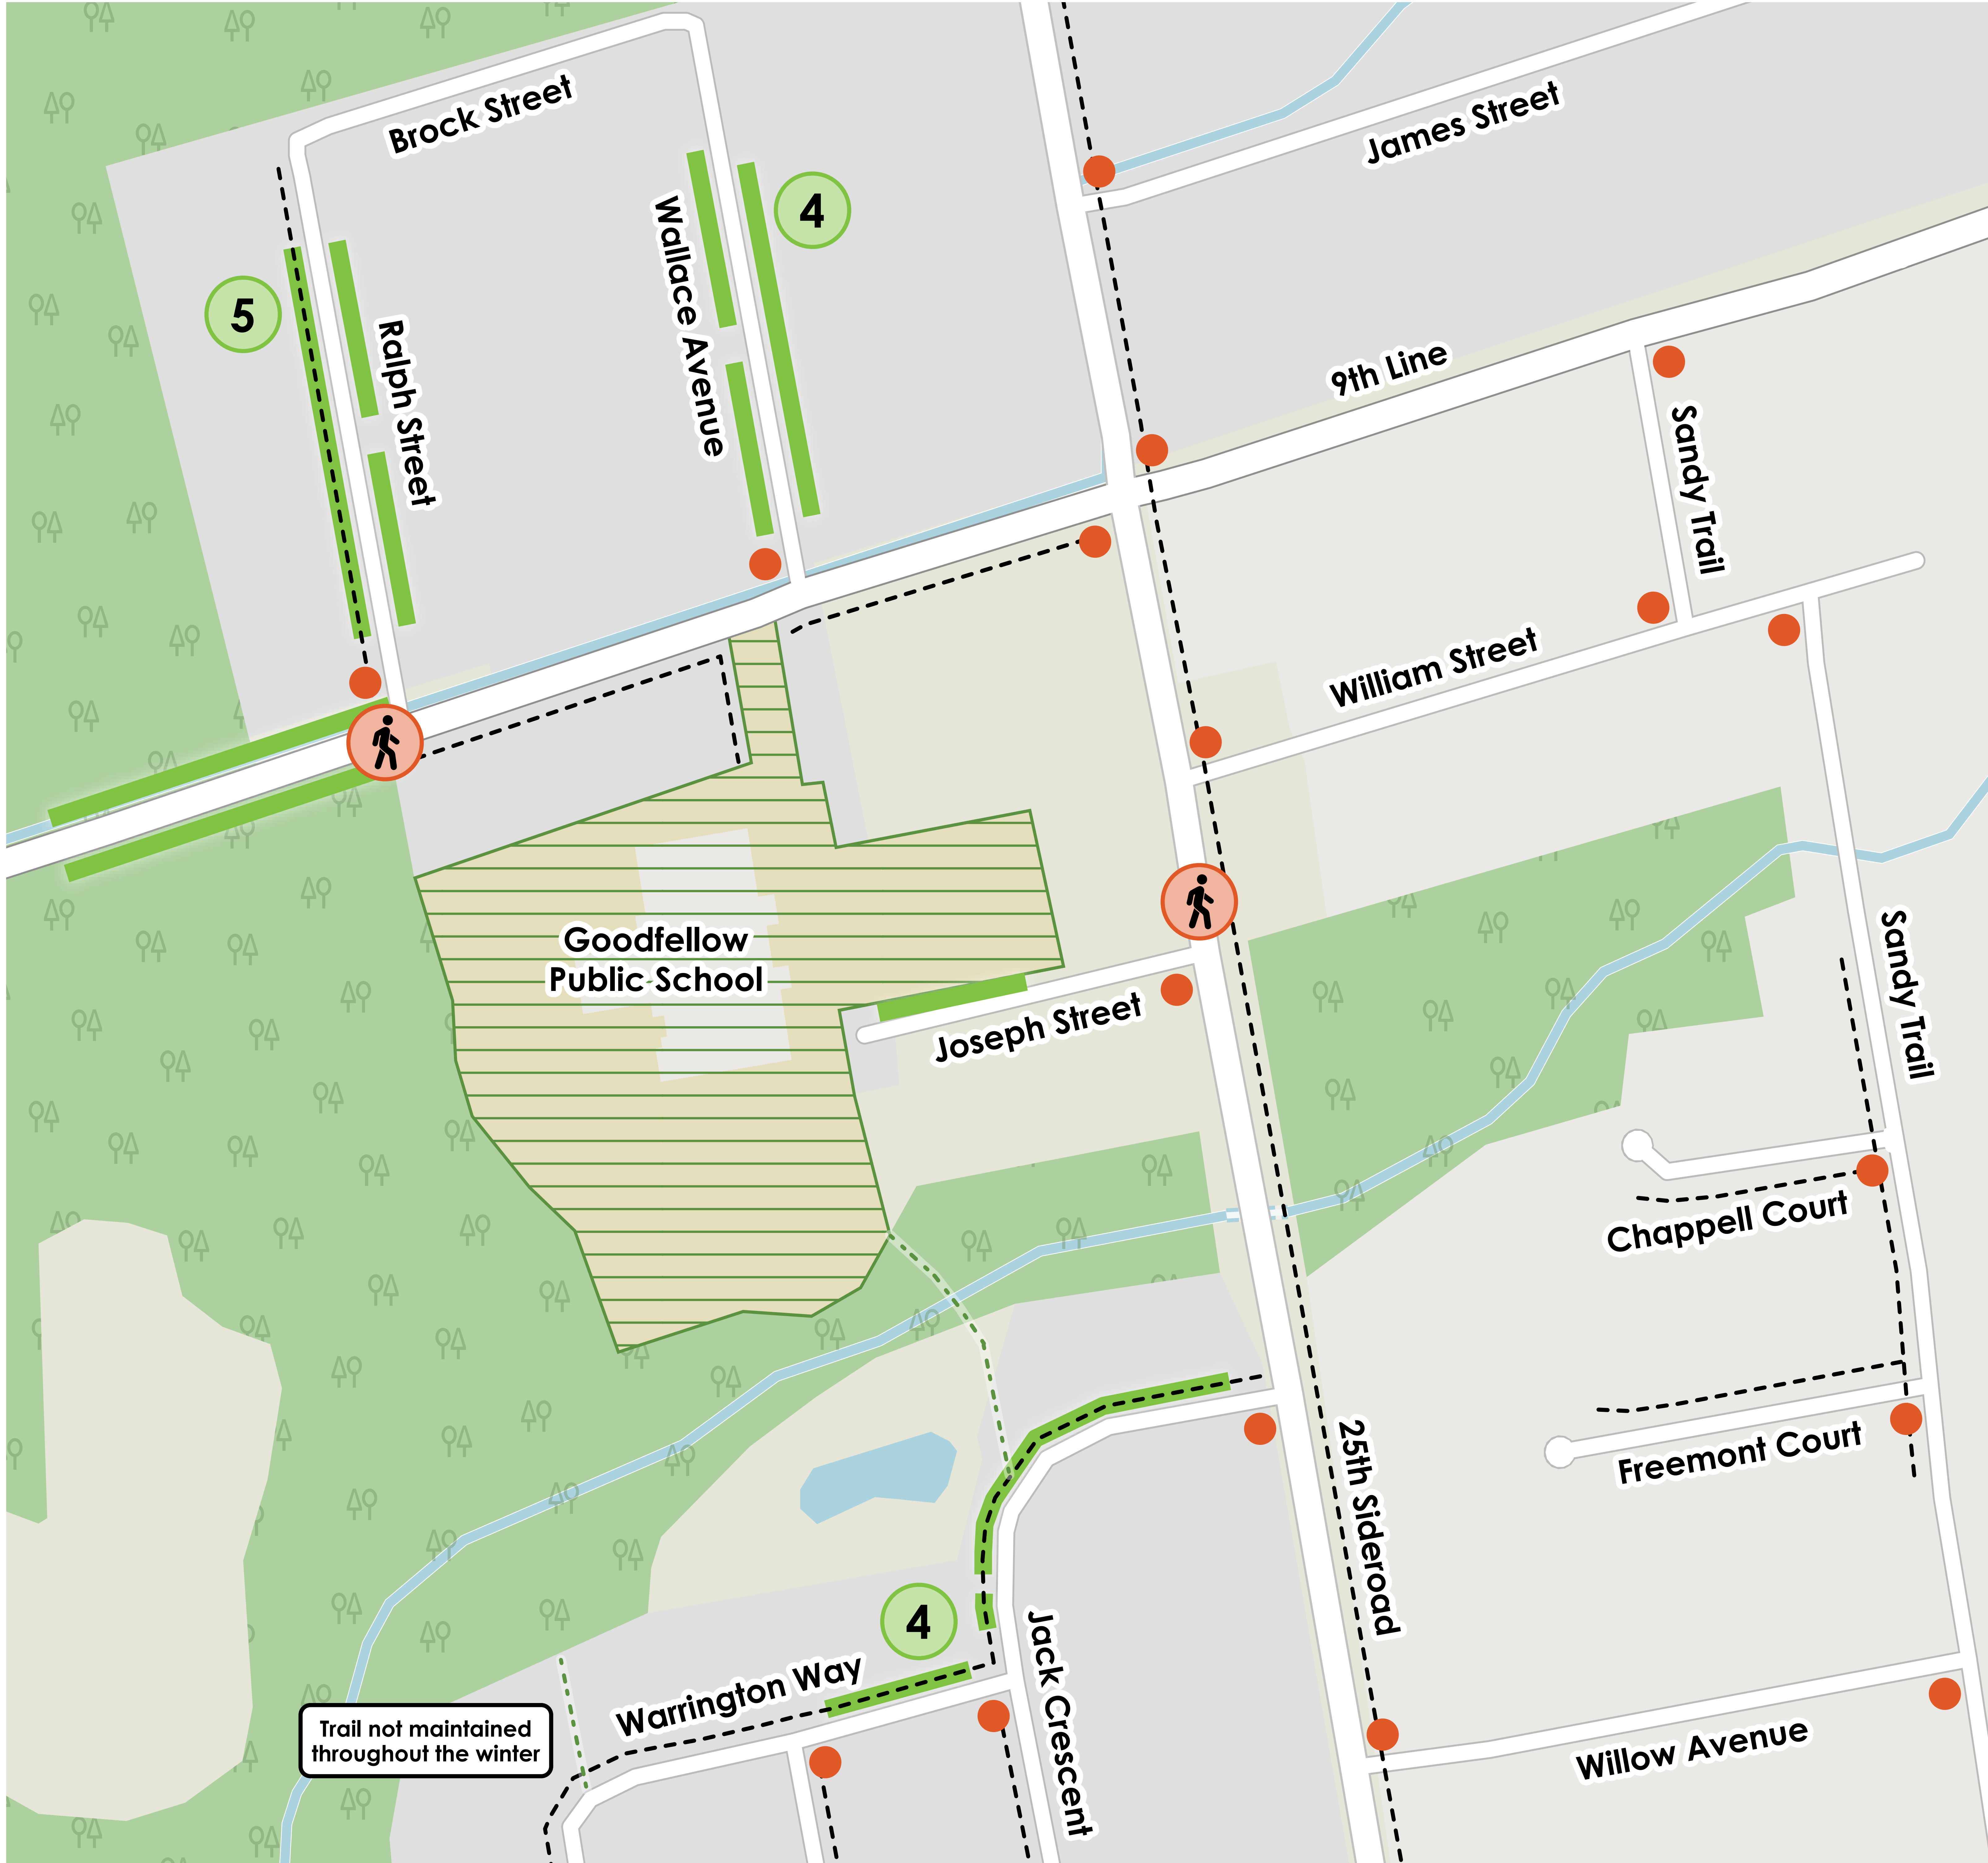 Brock Street
James Street
4
Wallace Avenue
5
Ralph Street
9th Line
Sandy Trail
William Street
Goodfellow
Public School
Joseph Street
Sandy Trail
Chappell Court
Freemont Court
25th Sideroad
4
Jack Crescent
Warrington Way
Trail not maintained
throughout the winter
Willow Avenue